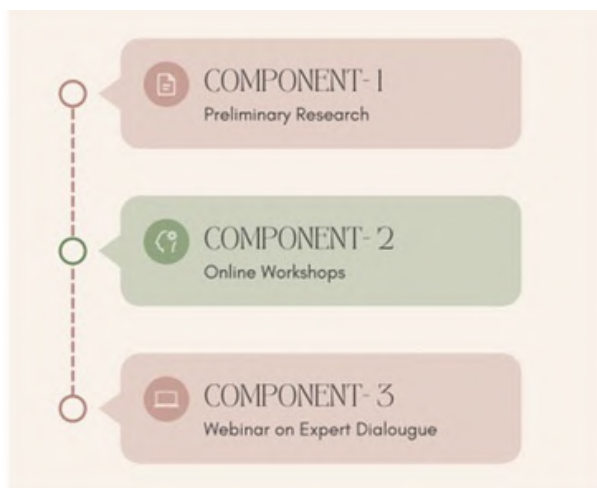 COMPONENT- 1
Preliminary Research
COMPONENT- 2
Online Workshops
COMPONENT- 3
Webinar on Expert Dialougue